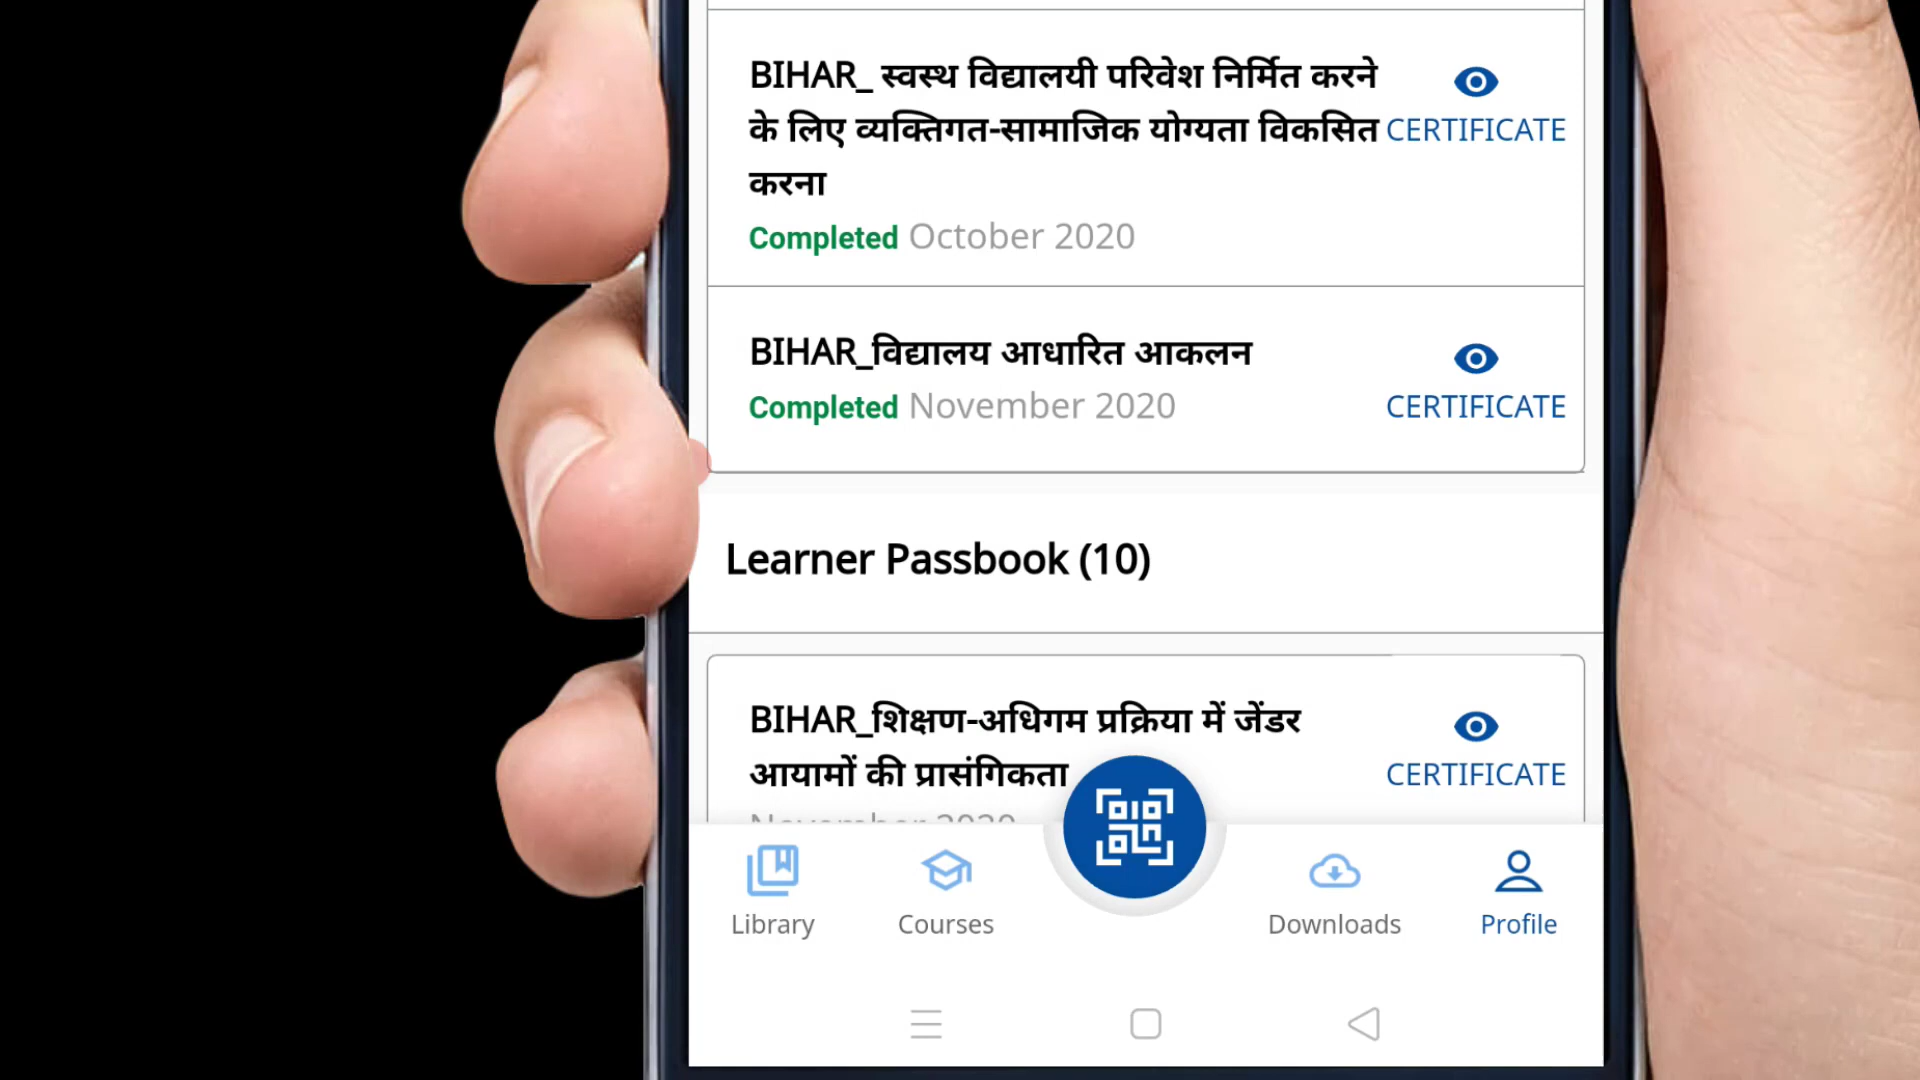 BIHAR_ स्वस्थ विद्यालयी परिवेश निर्मित करने
के लिए व्यक्तिगत-सामाजिक योग्यता विकसित
करना
CERTIFICATE
Completed October 2020
BIHAR_विद्यालय आधारित आकलन
Completed November 2020
CERTIFICATE
Learner Passbook (10)
BIHAR_शिक्षण-अधिगम प्रक्रिया में जेंडर
आयामों की प्रासंगिकता
CERTIFICATE
November 2020
Library
Courses
Downloads
Profile